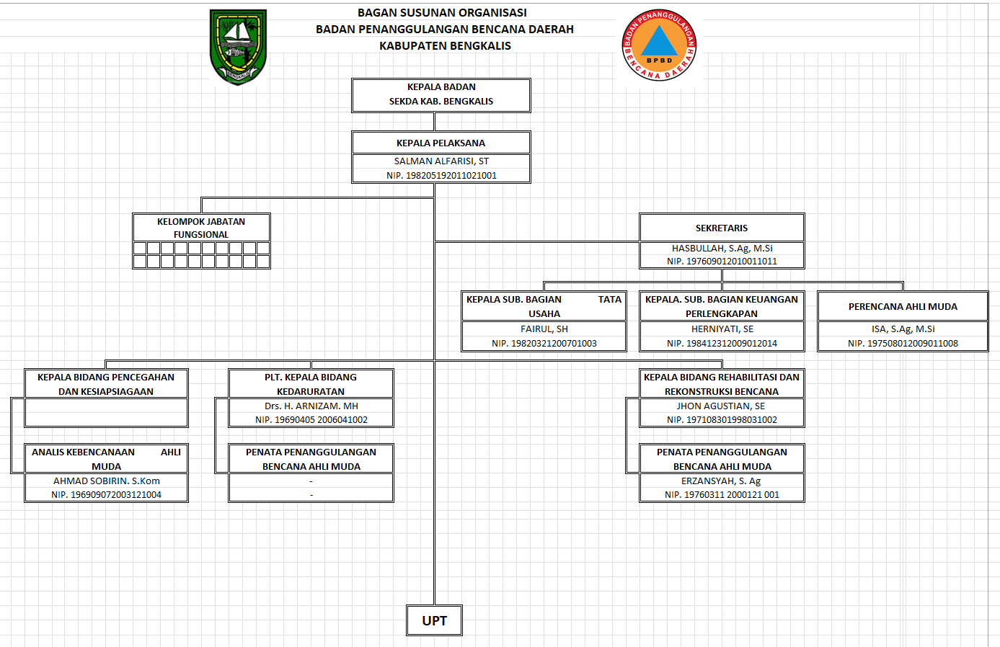 BAGAN SUSUNAN ORGANISASI
BADAN PENANGGULANGAN BENCANA DAERAH
KABUPATEN BENGKALIS
BENGKALIS
BADAN PENANGGULANGAN
BPBD
BENCANA DAERAH
KEPALA BADAN
SEKDA KAB. BENGKALIS
KEPALA PELAKSANA
SALMAN ALFARISI, ST
NIP. 198205192011021001
KELOMPOK JABATAN
FUNGSIONAL
SEKRETARIS
HASBULLAH, S.Ag, M.Si
NIP. 197609012010011011
KEPALA SUB. BAGIAN TATA
USAHA
FAIRUL, SH
NIP. 19820321200701003
KEPALA. SUB. BAGIAN KEUANGAN
PERLENGKAPAN
HERNIYATI, SE
NIP. 198412312009012014
PERENCANA AHLI MUDA
ISA, S.Ag, M.Si
NIP. 197508012009011008
KEPALA BIDANG PENCEGAHAN
DAN KESIAPSIAGAAN
PLT. KEPALA BIDANG
KEDARURATAN
Drs. H. ARNIZAM. MH
NIP. 19690405 2006041002
KEPALA BIDANG REHABILITASI DAN
REKONSTRUKSI BENCANA
JHON AGUSTIAN, SE
NIP. 197108301998031002
ANALIS KEBENCANAAN AHLI
MUDA
AHMAD SOBIRIN. S.Kom
NIP. 196909072003121004
PENATA PENANGGULANGAN
BENCANA AHLI MUDA
-
-
PENATA PENANGGULANGAN
BENCANA AHLI MUDA
ERZANSYAH, S. Ag
NIP. 19760311 2000121 001
UPT